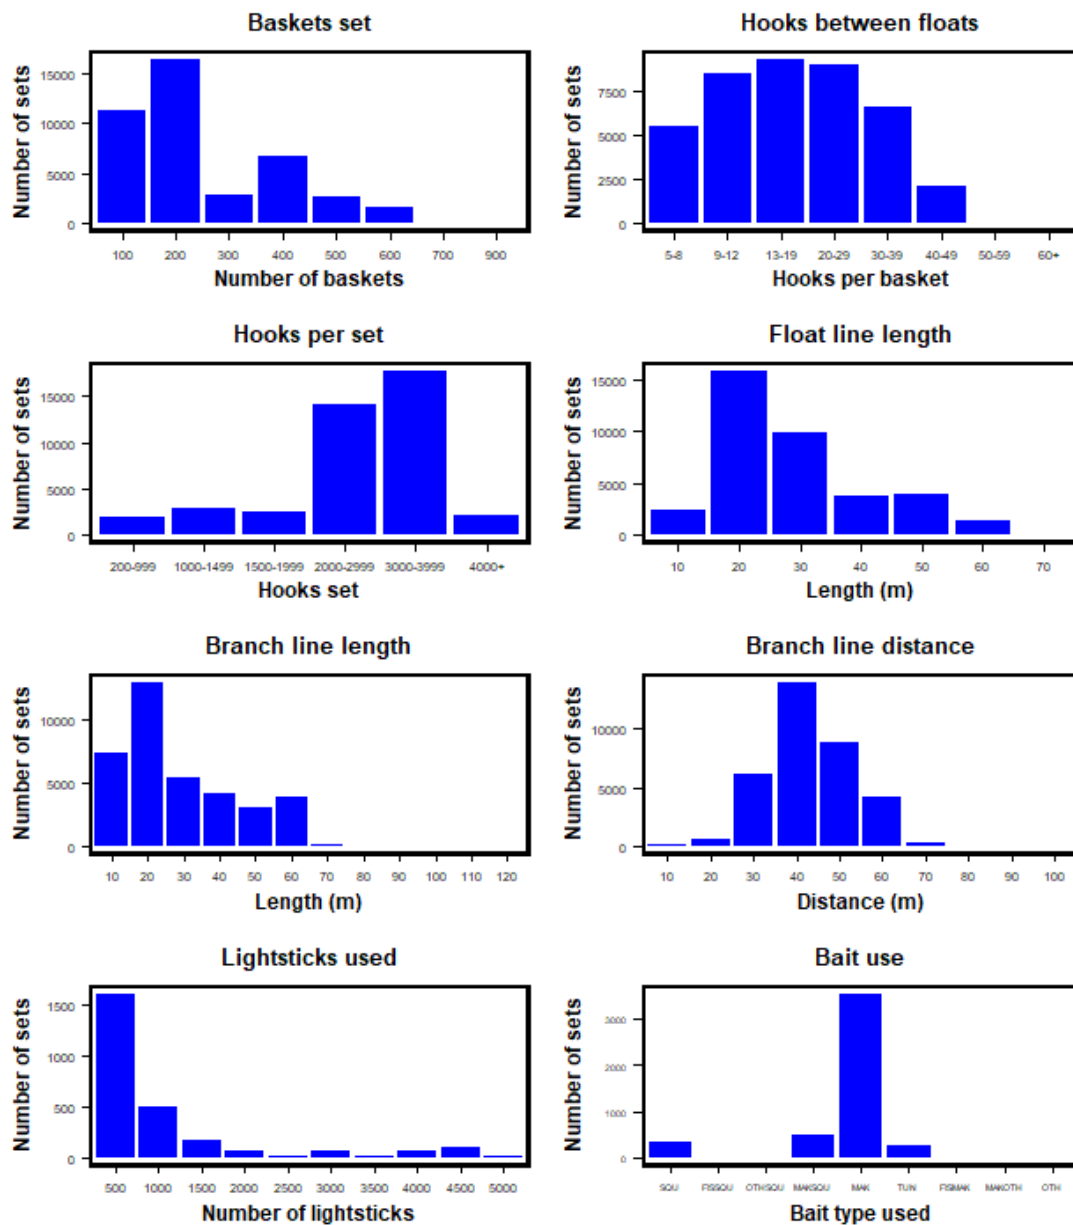 Baskets set
Number of sets
15000
10000
5000
0
100 200 300 400 500 600 700 900
Number of baskets
Hooks between floats
Number of sets
7500
5000
2500
0
5-8 9-12 13-19 20-29 30-39 40-49 50-59 60+
Hooks per basket
Hooks per set
Number of sets
15000
10000
5000
0
200-999 1000-1499 1500-1999 2000-2999 3000-3999 4000+
Hooks set
Float line length
Number of sets
15000
10000
5000
0
10 20 30 40 50 60 70
Length (m)
Branch line length
Number of sets
10000
5000
0
10 20 30 40 50 60 70 80 90 100 110 120
Length (m)
Branch line distance
Number of sets
10000
5000
0
10 20 30 40 50 60 70 80 90 100
Distance (m)
Lightsticks used
Number of sets
1500
1000
500
0
500 1000 1500 2000 2500 3000 3500 4000 4500 5000
Number of lightsticks
Bait use
Number of sets
3000
2000
1000
0
SQU FISSQU OTHSQU MAKSQU MAK TUN FISMAK MAKOTH OTH
Bait type used